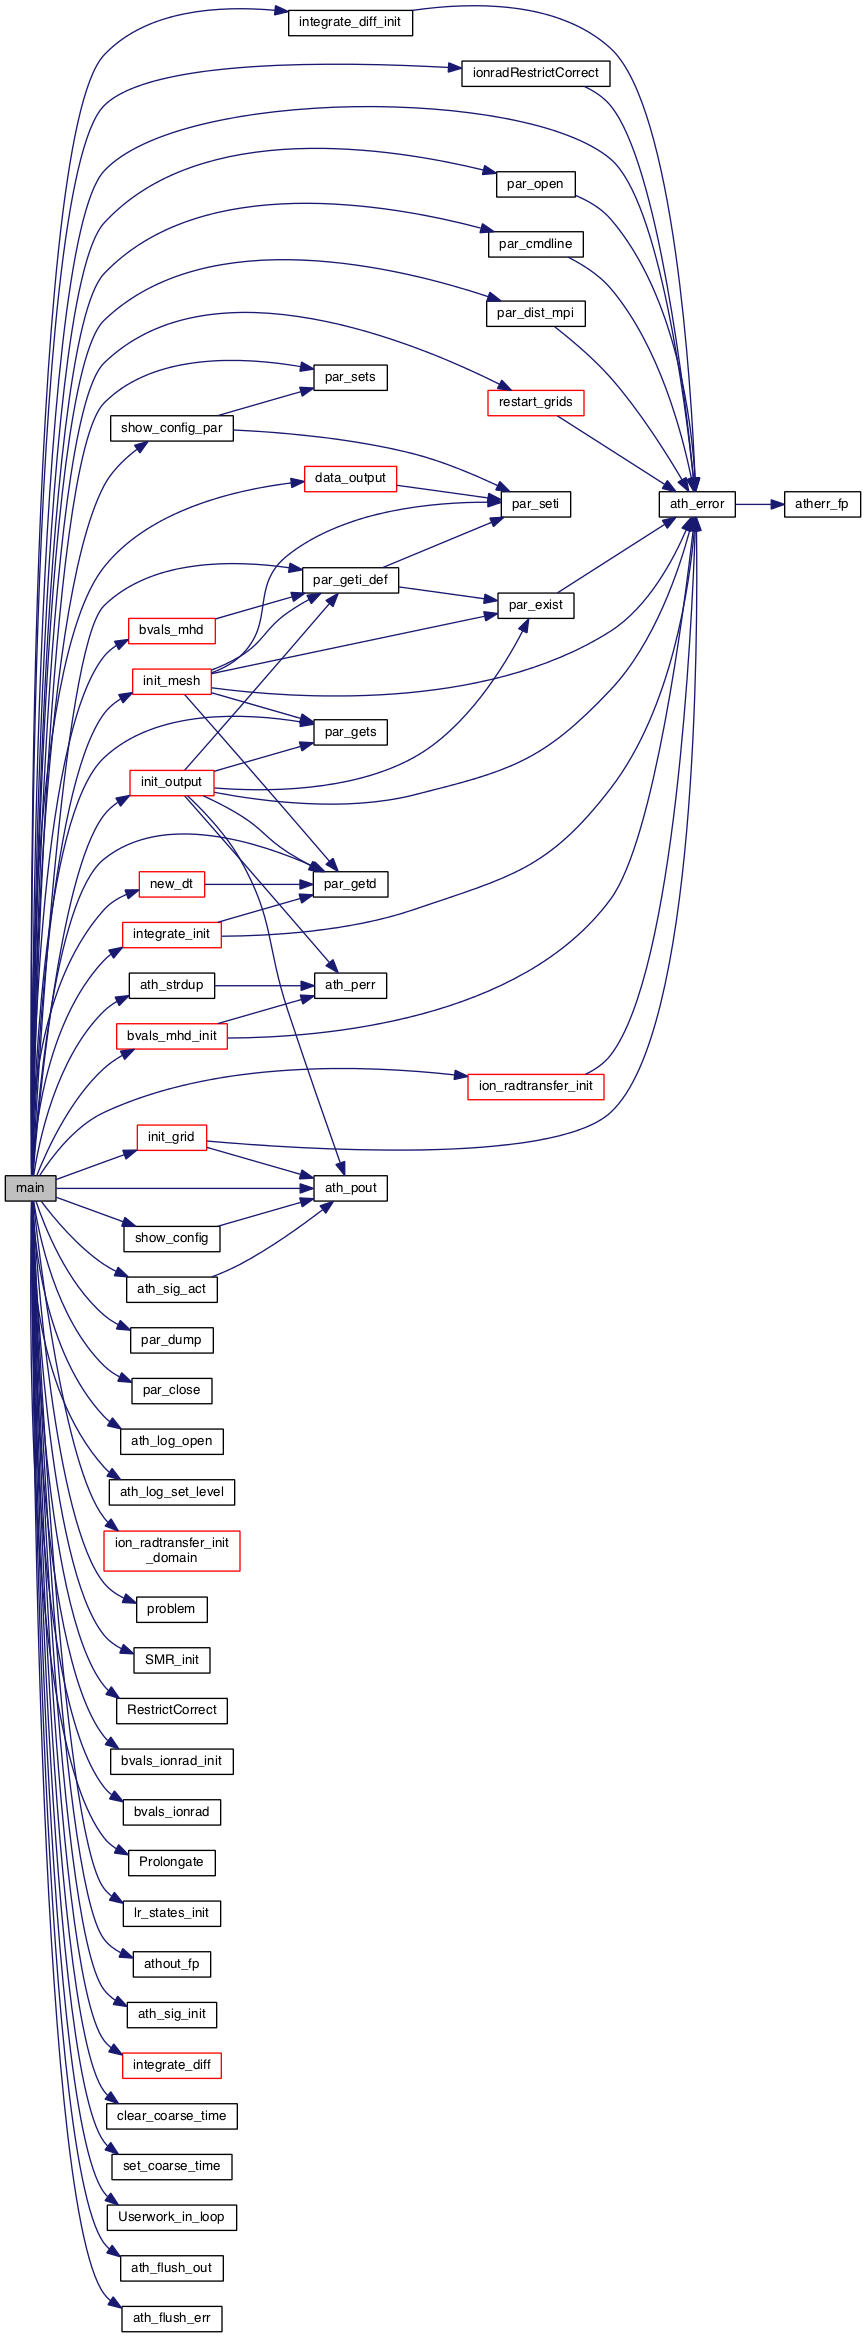 integrate_diff_init
ionradRestrictCorrect
par_open
par_cmdline
par_dist_mpi
par_sets
restart_grids
show_config_par
data_output
par_seti
ath_error
atherr_fp
par_geti_def
par_exist
bvals_mhd
init_mesh
par_gets
init_output
new_dt
par_getd
integrate_init
ath_strdup
ath_perr
bvals_mhd_init
ion_radtransfer_init
init_grid
main
ath_pout
show_config
ath_sig_act
par_dump
par_close
ath_log_open
ath_log_set_level
ion_radtransfer_init
_domain
problem
SMR_init
RestrictCorrect
bvals_ionrad_init
bvals_ionrad
Prolongate
lr_states_init
athout_fp
ath_sig_init
integrate_diff
clear_coarse_time
set_coarse_time
Userwork_in_loop
ath_flush_out
ath_flush_err